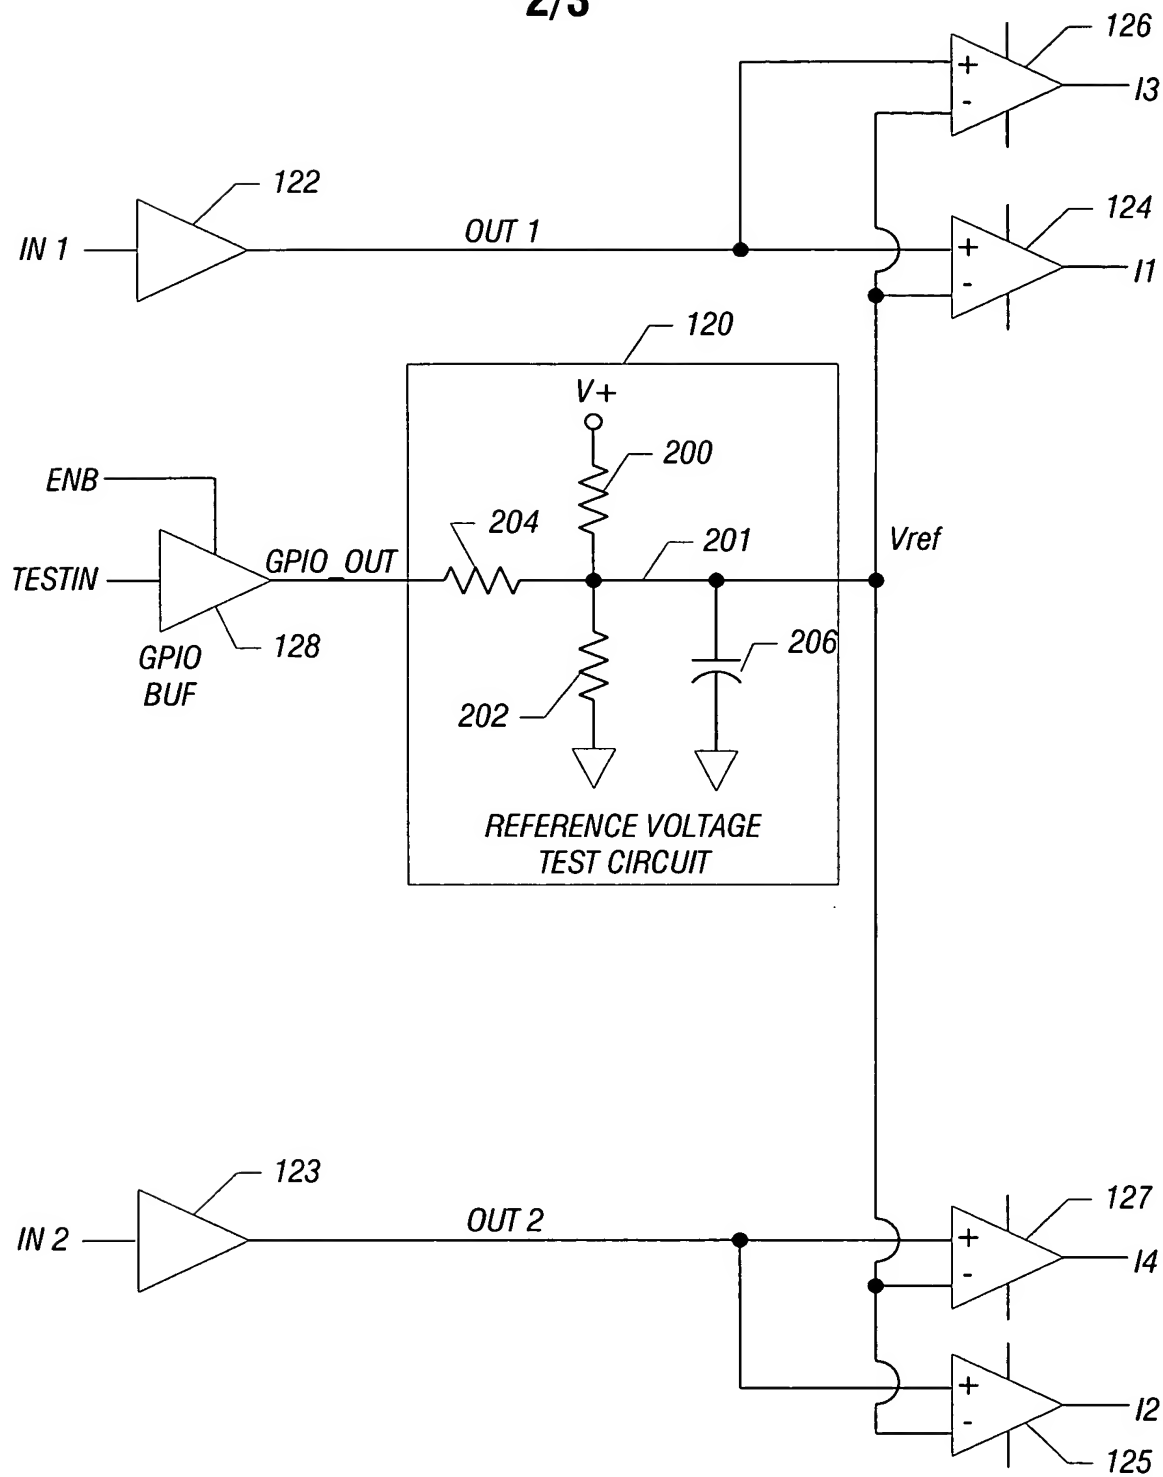 2/3
126
+
-
I3
122
IN 1
OUT 1
124
+
-
I1
120
V+
200
ENB
204
201
Vref
TESTIN
GPIO_OUT
128
GPIO
BUF
206
202
REFERENCE VOLTAGE
TEST CIRCUIT
123
IN 2
OUT 2
127
+
-
I4
+
-
I2
125